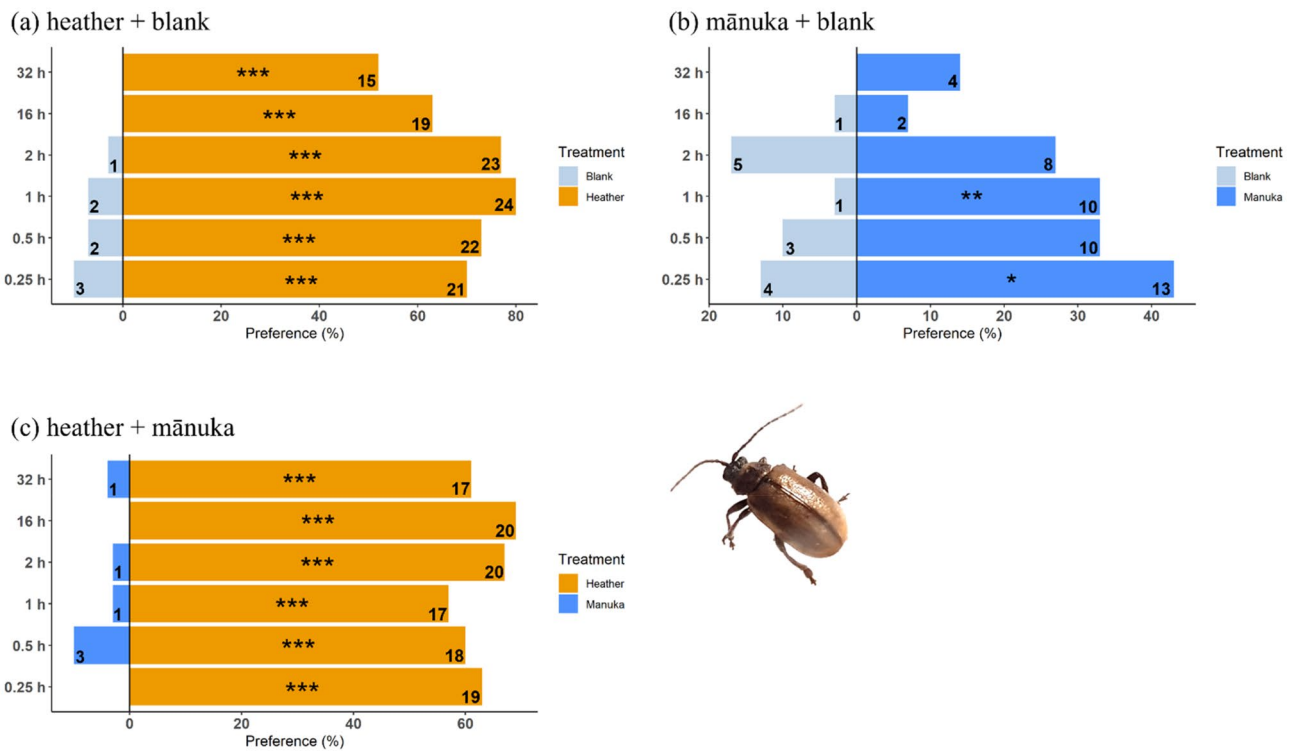 (a) heather + blank
32 h
*** 15
16 h
*** 19
2 h
1 *** 23
1 h
2 *** 24
0.5 h
2 *** 22
0.25 h
3 *** 21
0 20 40 60 80
Preference (%)
Treatment
Blank
Heather
(b) mānuka + blank
32 h
4
16 h
1 2
2 h
5 8
1 h
1 ** 10
0.5 h
3 10
0.25 h
4 * 13
20 10 0 10 20 30 40
Preference (%)
Treatment
Blank
Manuka
(c) heather + mānuka
32 h
1 *** 17
16 h
*** 20
2 h
1 *** 20
1 h
1 *** 17
0.5 h
3 *** 18
0.25 h
*** 19
0 20 40 60
Preference (%)
Treatment
Heather
Manuka